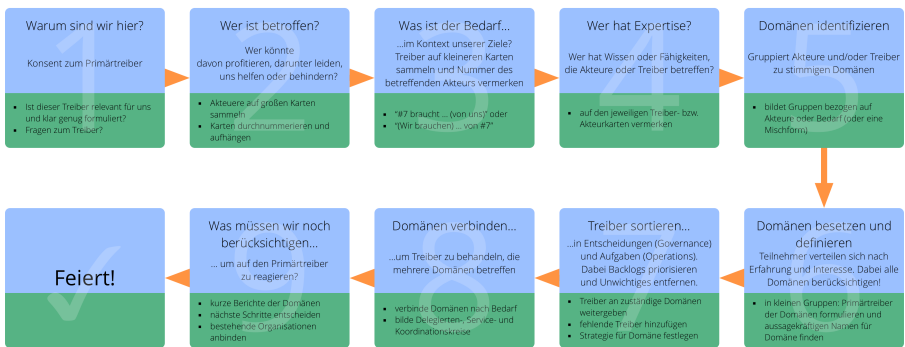 Warum sind wir hier?
1
Konsent zum Primärtreiber
• Ist dieser Treiber relevant für uns
und klar genug formuliert?
• Fragen zum Treiber?
Wer ist betroffen?
2
Wer könnte
davon profitieren, darunter leiden,
uns helfen oder behindern?
• Akteuere auf großen Karten
sammeln
• Karten durchnummerieren und
aufhängen
Was ist der Bedarf...
3
...im Kontext unserer Ziele?
Treiber auf kleineren Karten
sammeln und Nummer des
betreffenden Akteurs vermerken
• "#7 braucht ... (von uns)" oder
• "(Wir brauchen) ... von #7"
Wer hat Expertise?
4
Wer hat Wissen oder Fähigkeiten,
die Akteure oder Treiber betreffen?
• auf den jeweiligen Treiber- bzw.
Akteurkarten vermerken
Domänen identifizieren
5
Gruppiert Akteure und/oder Treiber
zu stimmigen Domänen
• bildet Gruppen bezogen auf
Akteure oder Bedarf (oder eine
Mischform)
Domänen besetzen und
definieren
6
Teilnehmer verteilen sich nach
Erfahrung und Interesse. Dabei alle
Domänen berücksichtigen!
• in kleinen Gruppen: Primärtreiber
der Domänen formulieren und
aussagekräftigen Namen für
Domäne finden
Treiber sortieren...
7
...in Entscheidungen (Governance)
und Aufgaben (Operations).
Dabei Backlogs priorisieren
und Unwichtiges entfernen.
• Treiber an zuständige Domänen
weitergeben
• fehlende Treiber hinzufügen
• Strategie für Domäne festlegen
Domänen verbinden...
8
...um Treiber zu behandeln, die
mehrere Domänen betreffen
• verbinde Domänen nach Bedarf
• bilde Delegierten-, Service- und
Koordinationskreise
Was müssen wir noch
berücksichtigen...
9
... um auf den Primärtreiber
zu reagieren?
• kurze Berichte der Domänen
• nächste Schritte entscheiden
• bestehende Organisationen
anbinden
✓
Feiert!